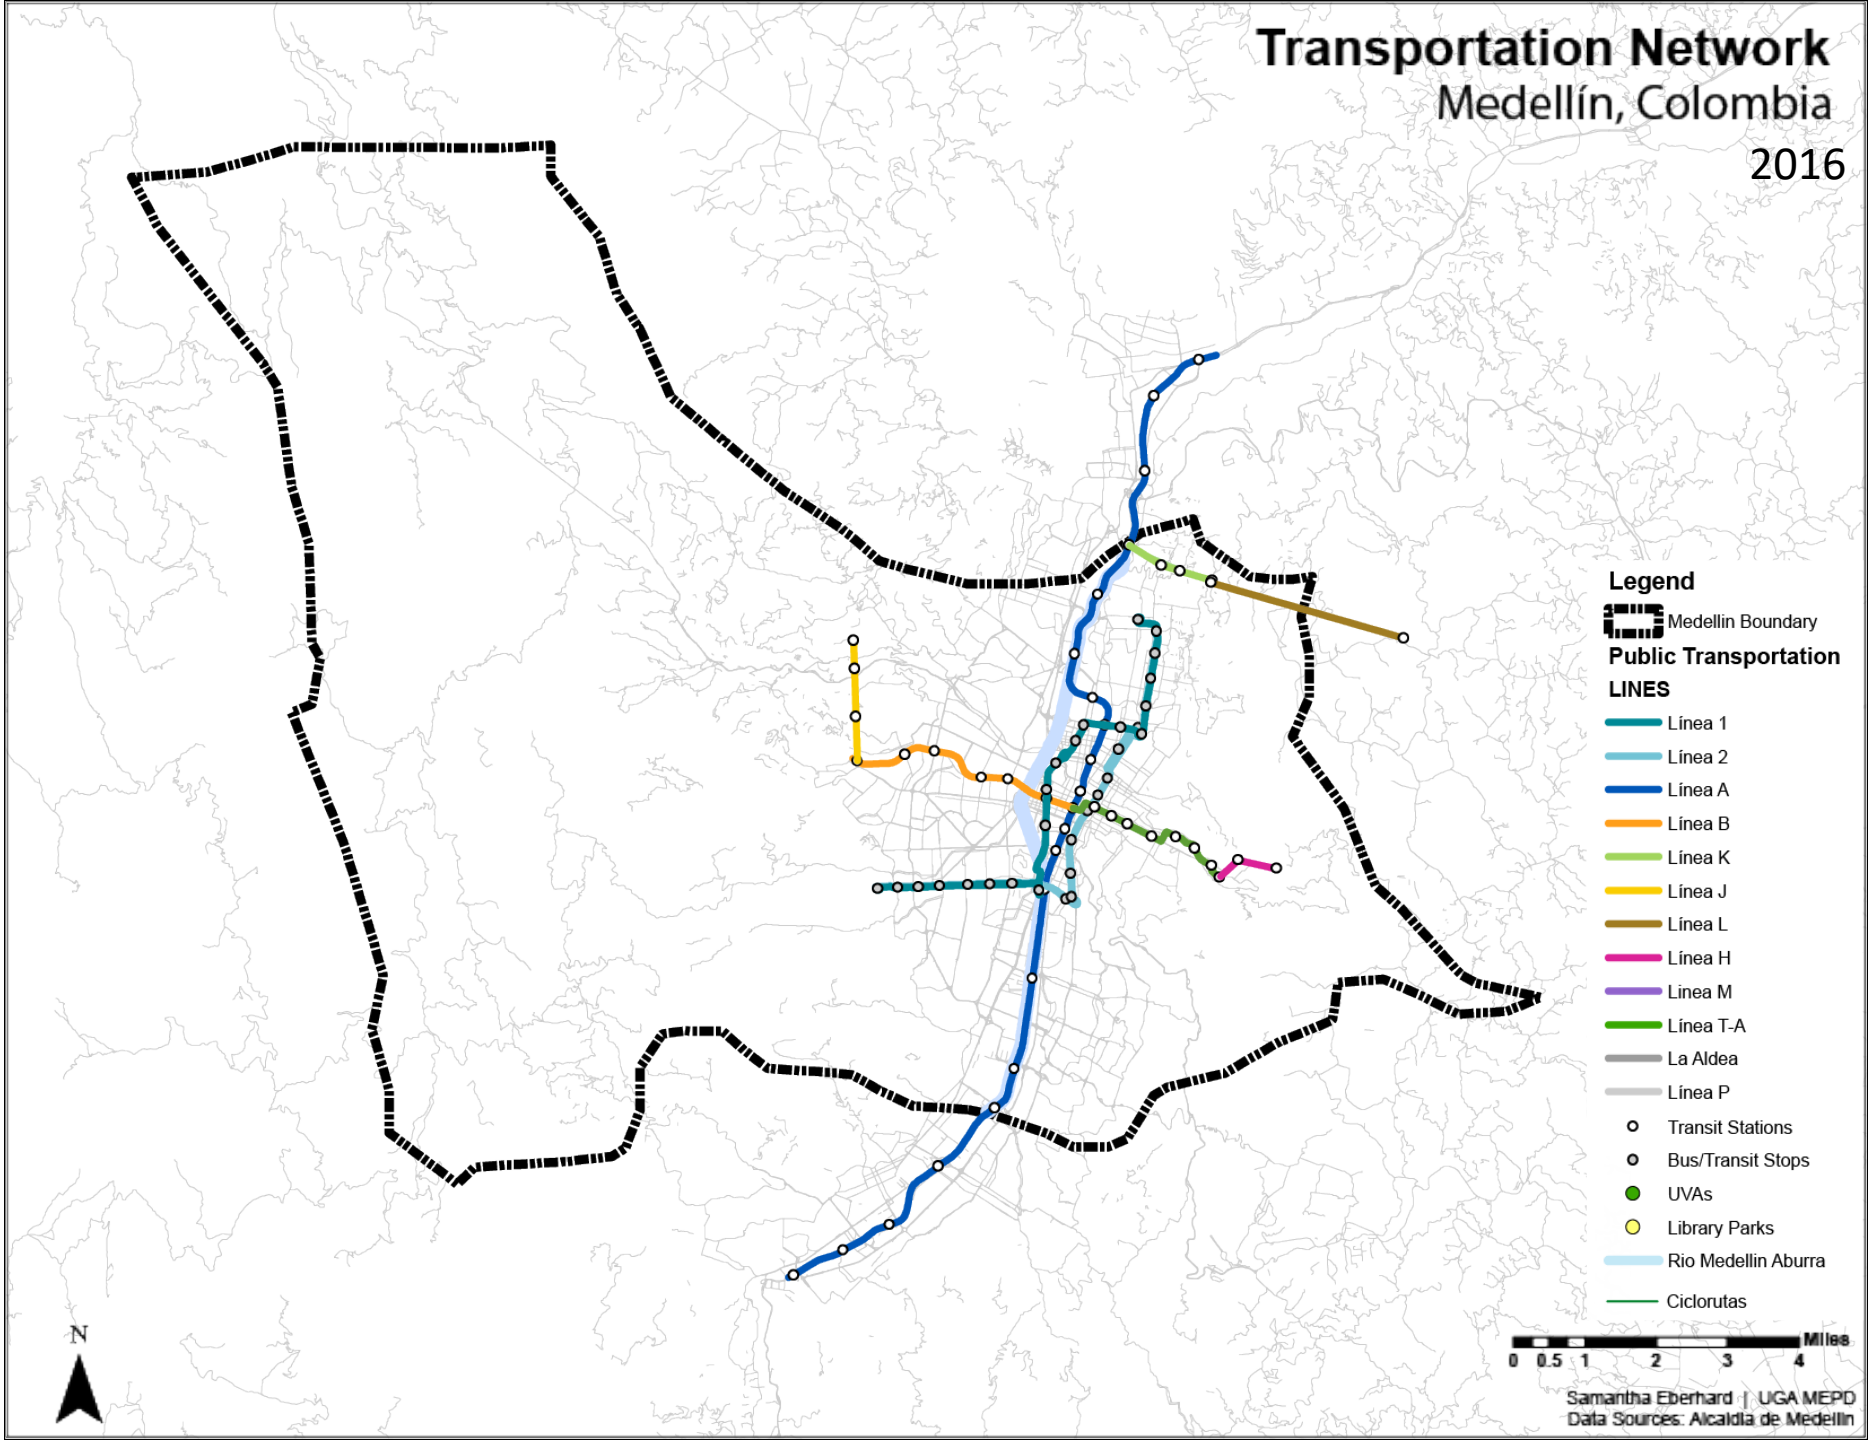 Transportation Network
Medellín, Colombia
2016
Legend
Medellin Boundary
Public Transportation
LINES
Línea 1
Línea 2
Línea A
Línea B
Línea K
Línea J
Línea L
Línea H
Linea M
Línea T-A
La Aldea
Línea P
Transit Stations
Bus/Transit Stops
UVAs
Library Parks
Rio Medellin Aburra
Ciclorutas
N
Miles
0 0.5 1 2 3 4
Samantha Eberhard | UGA MEPD
Data Sources: Alcaldia de Medellin